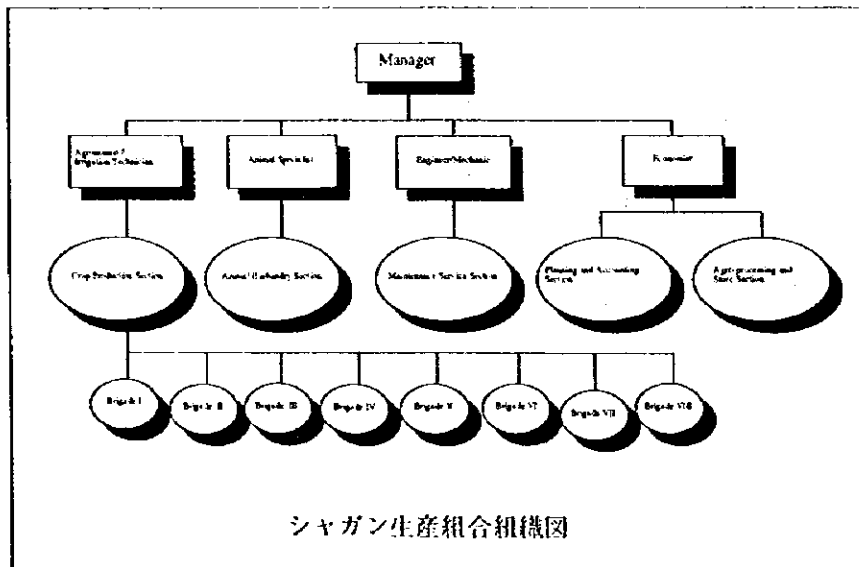 Manager
Agronomist /
Irrigation Technician
Animal Specialist
Engineer/Mechanic
Economist
Crop Production Section
Animal Husbandry Section
Maintenance Service Section
Planning and Accounting
Section
Agro-processing and
Store Section
Brigade I
Brigade II
Brigade III
Brigade IV
Brigade V
Brigade VI
Brigade VII
Brigade VIII
シャガン生産組合組織図